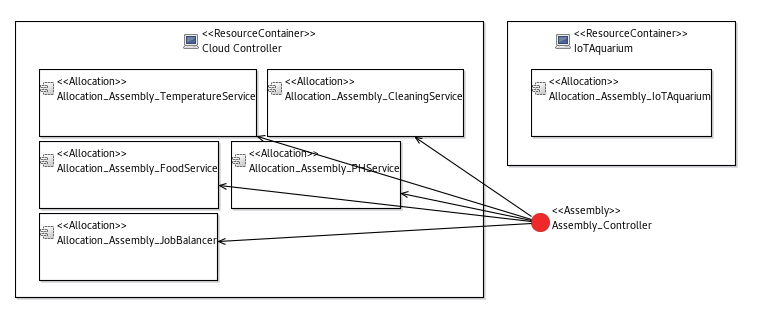 <<ResourceContainer>>
Cloud Controller
<<Allocation>>
Allocation_Assembly_TemperatureService
<<Allocation>>
Allocation_Assembly_CleaningService
<<Allocation>>
Allocation_Assembly_FoodService
<<Allocation>>
Allocation_Assembly_PHService
<<Allocation>>
Allocation_Assembly_JobBalancer
<<ResourceContainer>>
IoTAquarium
<<Allocation>>
Allocation_Assembly_IoTAquarium
<<Assembly>>
Assembly_Controller